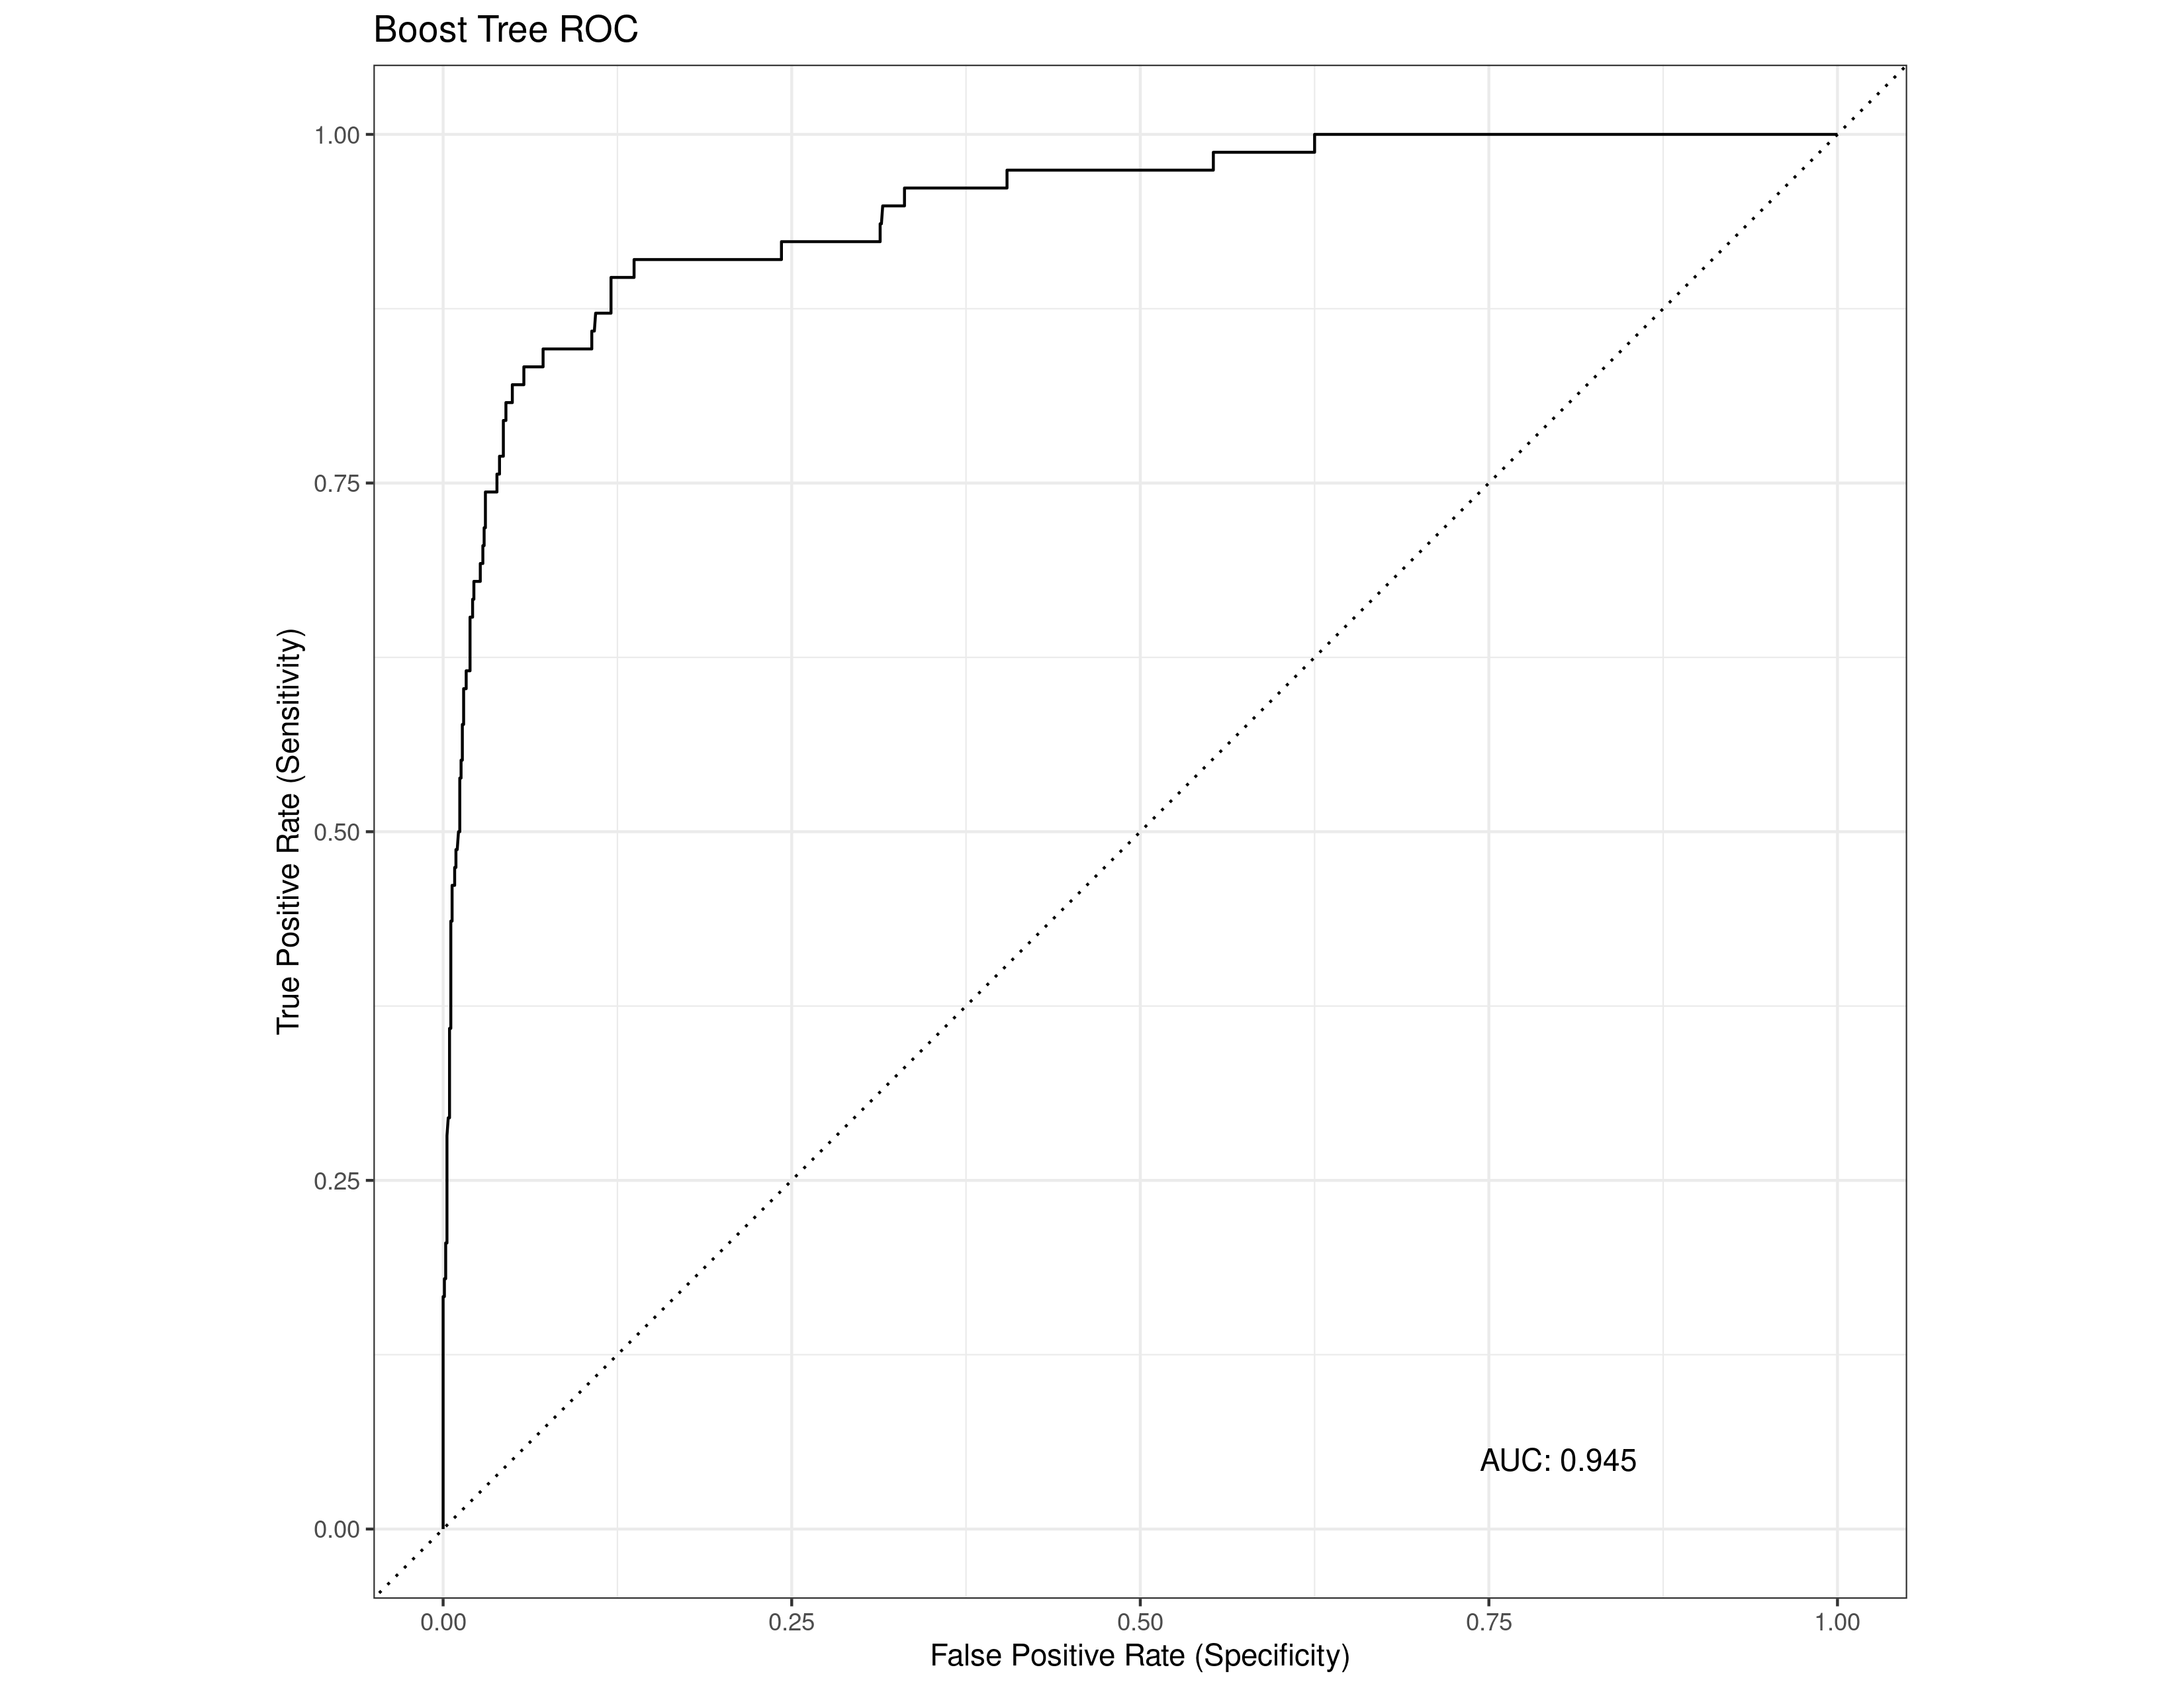 Boost Tree ROC
1.00
0.75
0.50
0.25
0.00
True Positive Rate (Sensitivity)
AUC: 0.945
0.00 0.25 0.50 0.75 1.00
False Positive Rate (Specificity)